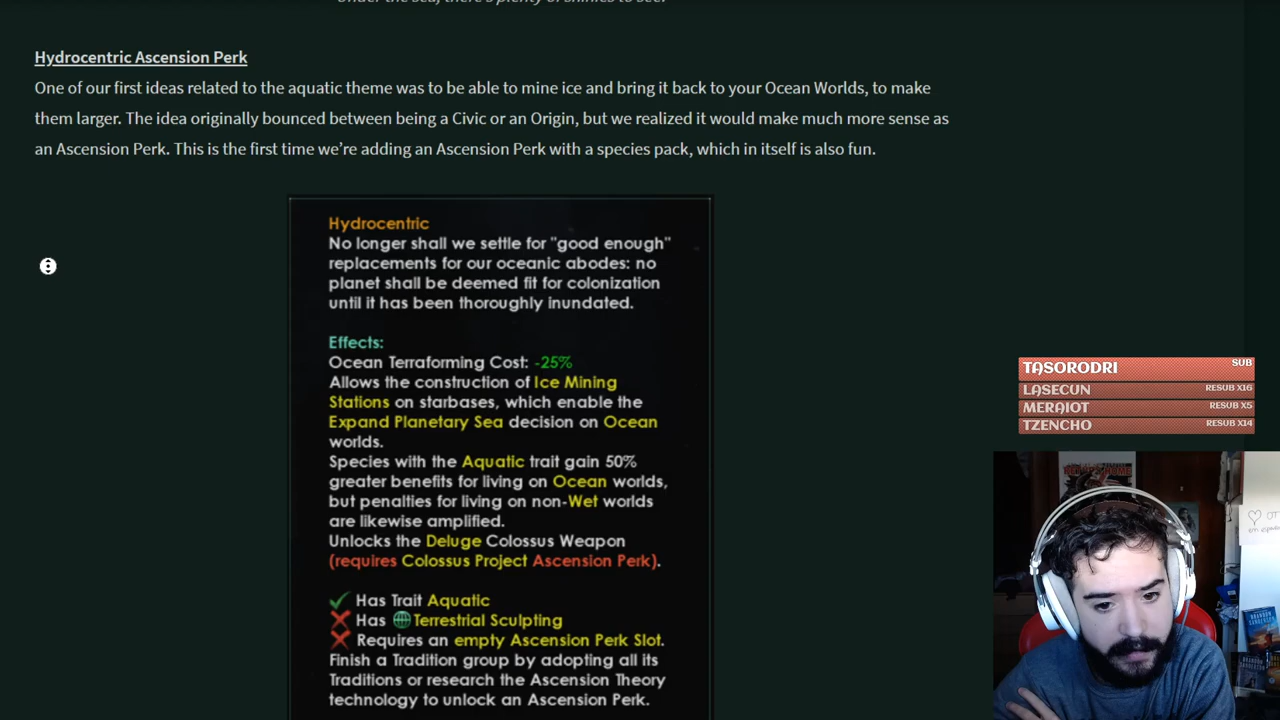 Under the sea, there's plenty of shinies to see!
Hydrocentric Ascension Perk
One of our first ideas related to the aquatic theme was to be able to mine ice and bring it back to your Ocean Worlds, to make
them larger. The idea originally bounced between being a Civic or an Origin, but we realized it would make much more sense as
an Ascension Perk. This is the first time we're adding an Ascension Perk with a species pack, which in itself is also fun.
Hydrocentric
No longer shall we settle for "good enough"
replacements for our oceanic abodes: no
planet shall be deemed fit for colonization
until it has been thoroughly inundated.
Effects:
Ocean Terraforming Cost: -25%
Allows the construction of Ice Mining
Stations on starbases, which enable the
Expand Planetary Sea decision on Ocean
worlds.
Species with the Aquatic trait gain 50%
greater benefits for living on Ocean worlds,
but penalties for living on non-Wet worlds
are likewise amplified.
Unlocks the Deluge Colossus Weapon
(requires Colossus Project Ascension Perk).
Has Trait Aquatic
Has Terrestrial Sculpting
Requires an empty Ascension Perk Slot.
Finish a Tradition group by adopting all its
Traditions or research the Ascension Theory
technology to unlock an Ascension Perk.
TASORODRI SUB
LASECUN RESUB X16
MERAIOT RESUB X5
TZENCHO RESUB X14